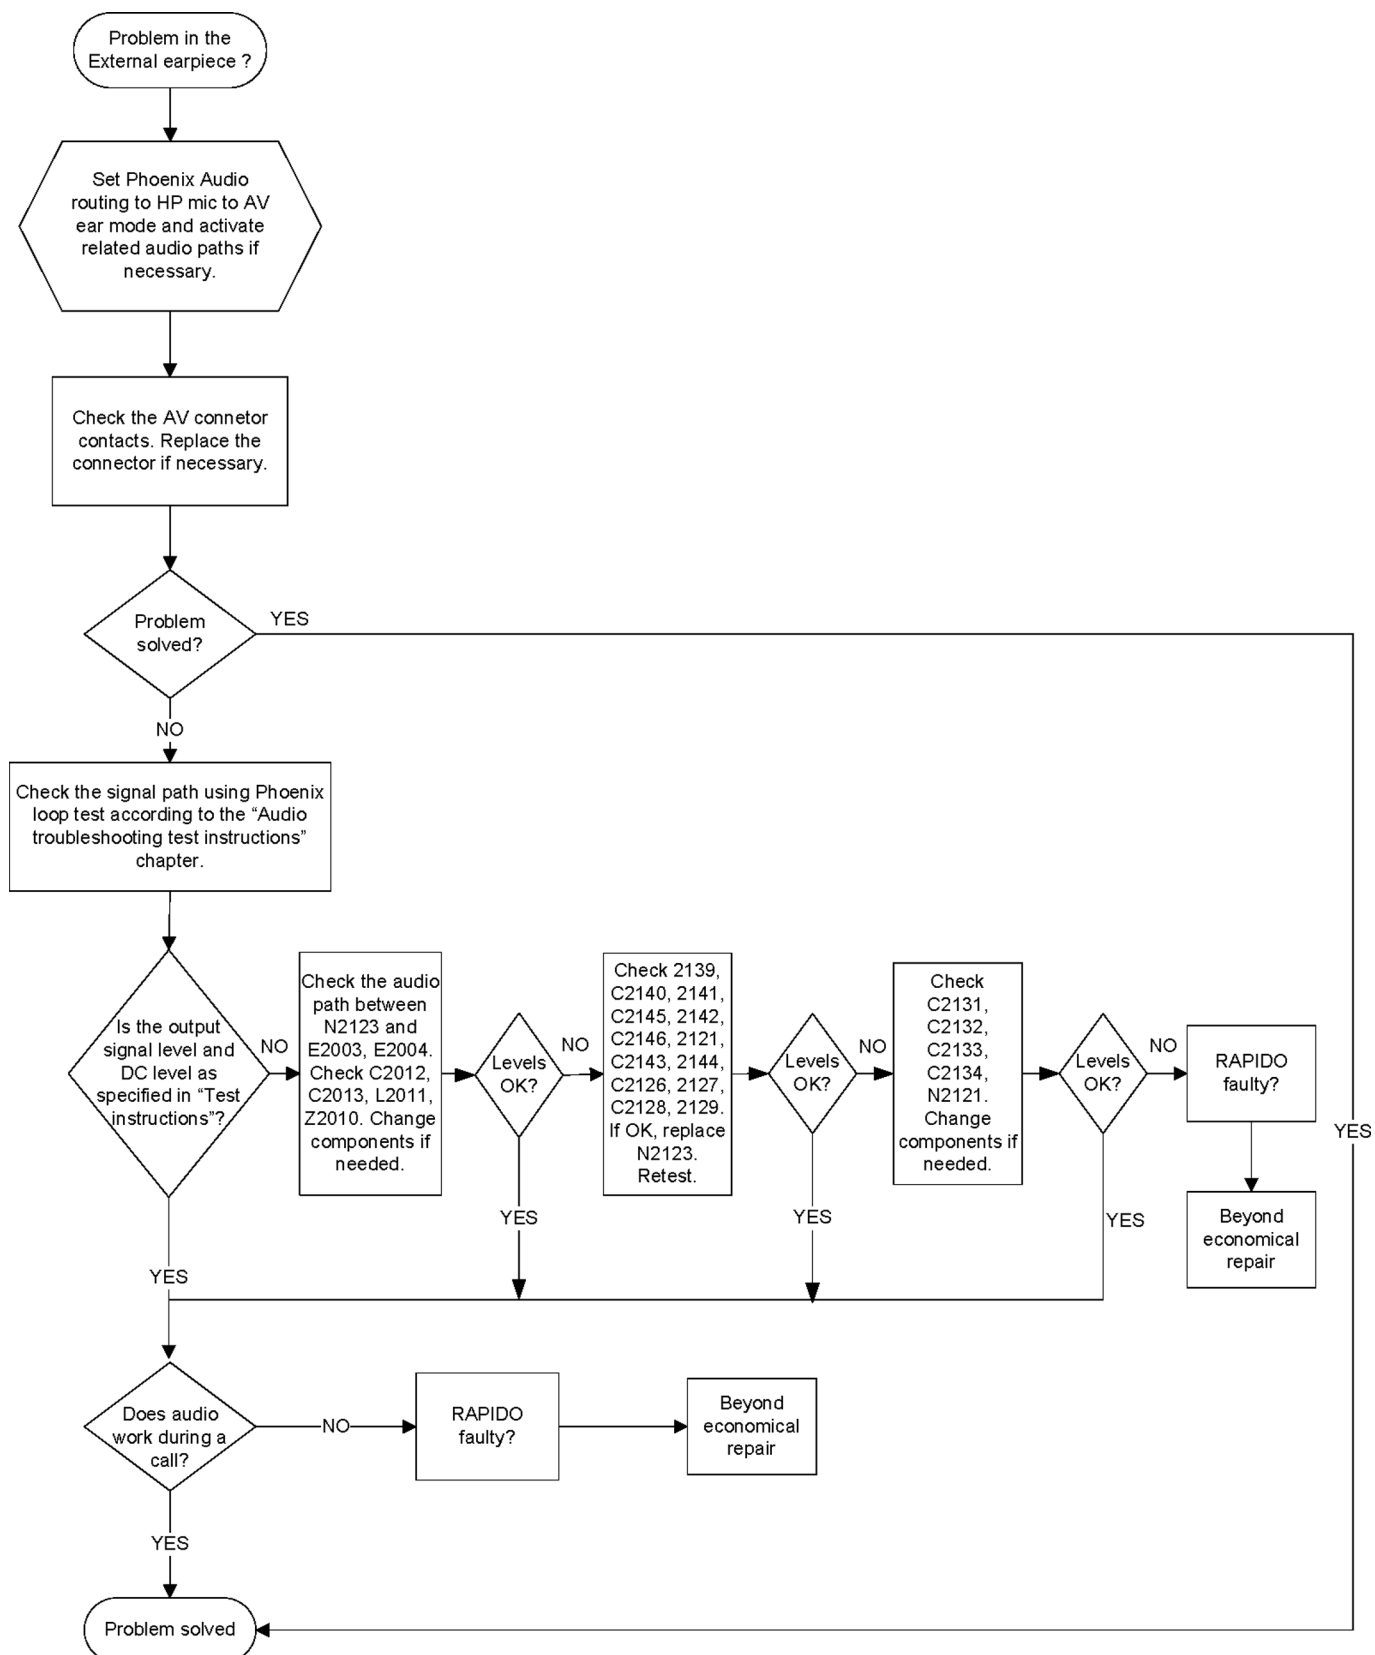 Problem in the
External earpiece ?
Set Phoenix Audio
routing to HP mic to AV
ear mode and activate
related audio paths if
necessary.
Check the AV connetor
contacts. Replace the
connector if necessary.
Problem
solved?
YES
NO
Check the signal path using Phoenix
loop test according to the “Audio
troubleshooting test instructions”
chapter.
Is the output
signal level and
DC level as
specified in “Test
instructions”?
NO
Check the audio
path between
N2123 and
E2003, E2004.
Check C2012,
C2013, L2011,
Z2010. Change
components if
needed.
Levels
OK?
NO
Check 2139,
C2140, 2141,
C2145, 2142,
C2146, 2121,
C2143, 2144,
C2126, 2127,
C2128, 2129.
If OK, replace
N2123.
Retest.
Levels
OK?
NO
Check
C2131,
C2132,
C2133,
C2134,
N2121.
Change
components if
needed.
Levels
OK?
NO
RAPIDO
faulty?
YES
Beyond
economical
repair
YES
YES
YES
YES
Does audio
work during a
call?
NO
RAPIDO
faulty?
Beyond
economical
repair
YES
Problem solved